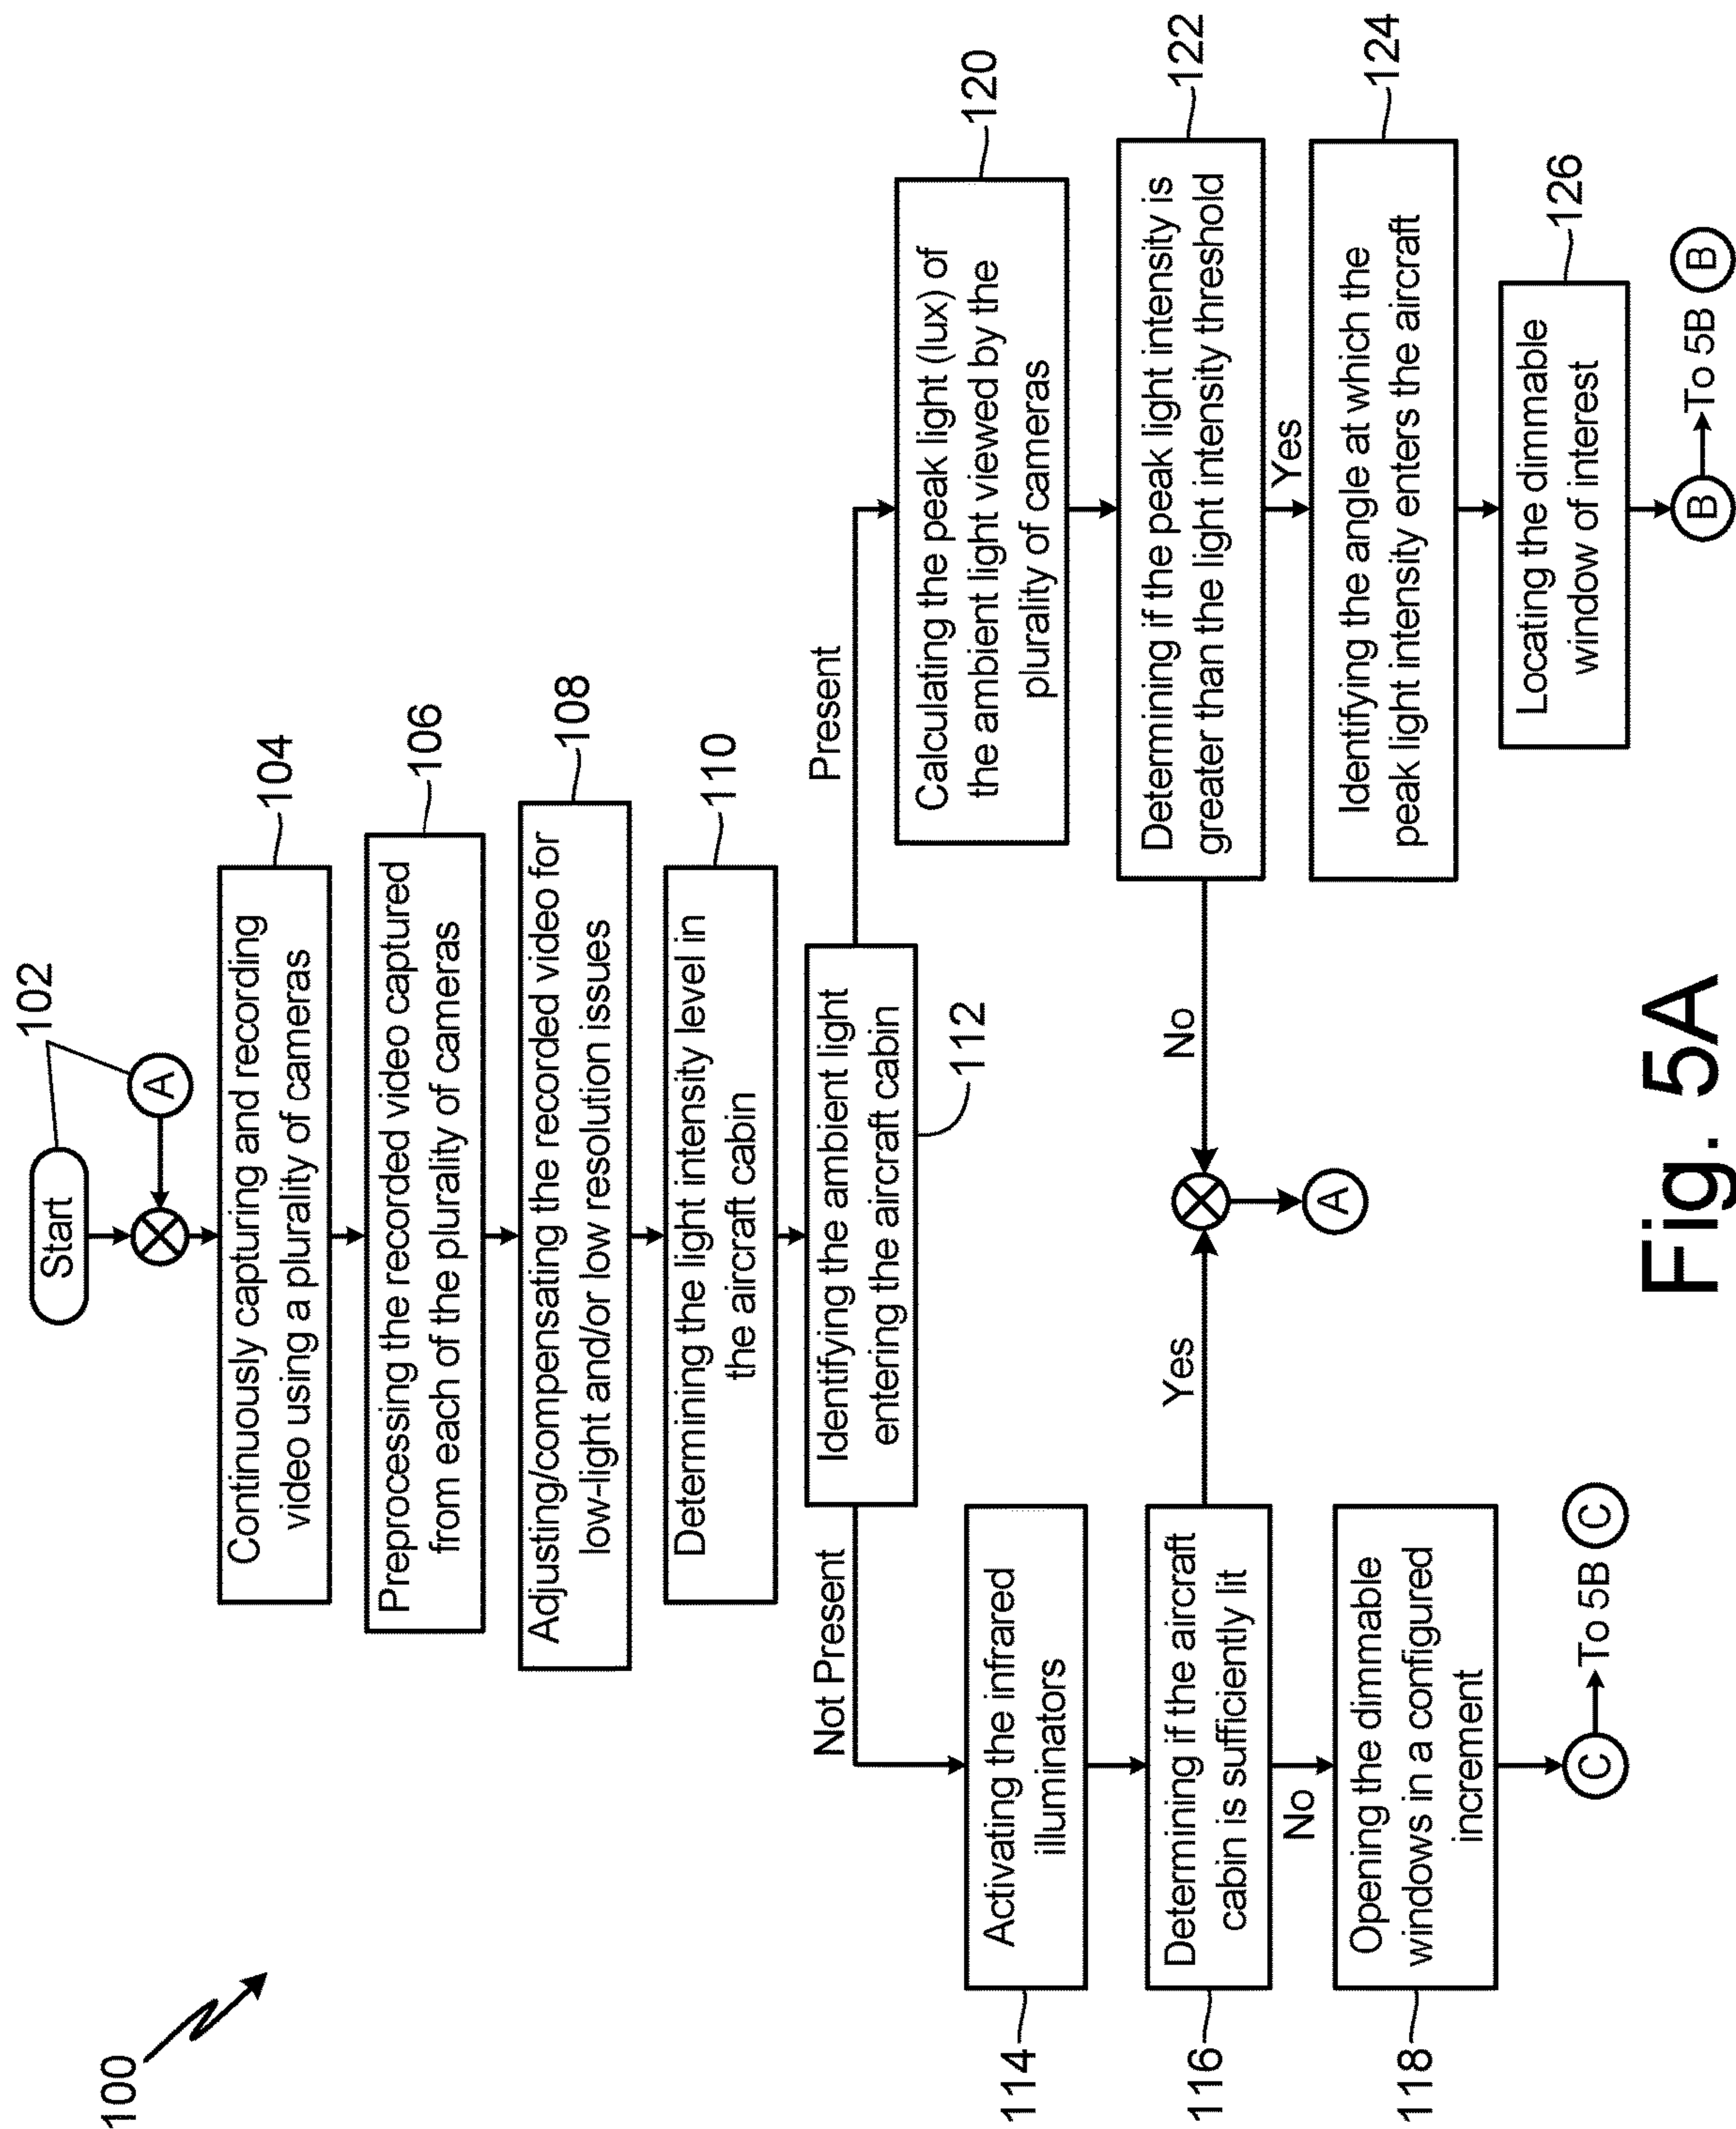 100
Start
102
A
Continuously capturing and recording
video using a plurality of cameras
104
Preprocessing the recorded video captured
from each of the plurality of cameras
106
Adjusting/compensating the recorded video for
low-light and/or low resolution issues
108
Determining the light intensity level in
the aircraft cabin
110
Identifying the ambient light
entering the aircraft cabin
112
Not Present
Present
Activating the infrared
illuminators
114
Determining if the aircraft
cabin is sufficiently lit
116
Yes
No
Opening the dimmable
windows in a configured
increment
118
C
To 5B
C
Calculating the peak light (lux) of
the ambient light viewed by the
plurality of cameras
120
Determining if the peak light intensity is
greater than the light intensity threshold
122
No
A
Yes
Identifying the angle at which the
peak light intensity enters the aircraft
124
Locating the dimmable
window of interest
126
B
To 5B
B
Fig. 5A